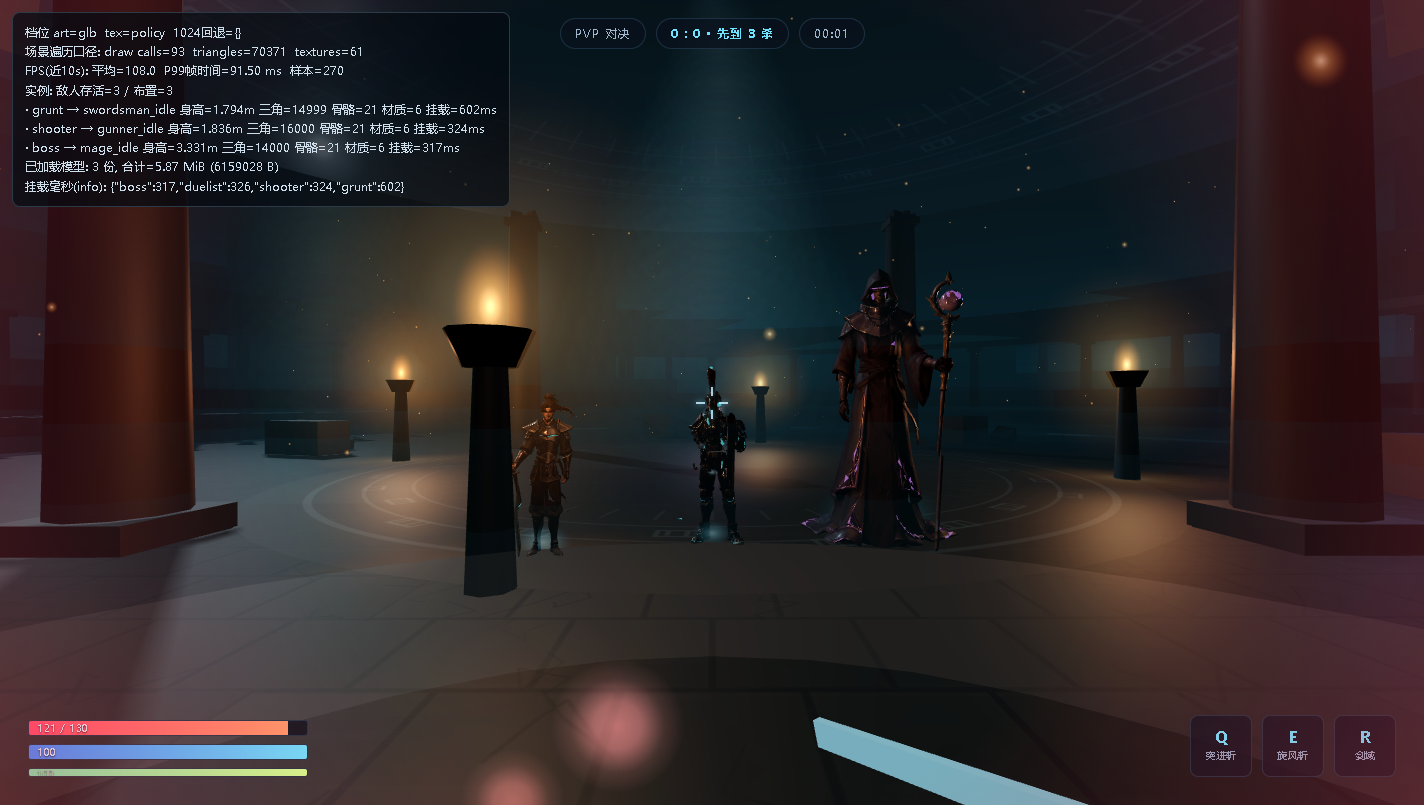 档位 art=glb tex=policy 1024回退={}
场景遍历口径: draw calls=93 triangles=70371 textures=61
FPS(近10s): 平均=108.0 P99帧时间=91.50 ms 样本=270
实例: 敌人存活=3 / 布置=3
· grunt → swordsman_idle 身高=1.794m 三角=14999 骨骼=21 材质=6 挂载=602ms
· shooter → gunner_idle 身高=1.836m 三角=16000 骨骼=21 材质=6 挂载=324ms
· boss → mage_idle 身高=3.331m 三角=14000 骨骼=21 材质=6 挂载=317ms
已加载模型: 3 份, 合计=5.87 MiB (6159028 B)
挂载毫秒(info): {"boss":317,"duelist":326,"shooter":324,"grunt":602}
PVP 对决
0 : 0 · 先到 3 杀
00:01
121 / 130
100
Q
突进斩
E
旋风斩
R
剑域